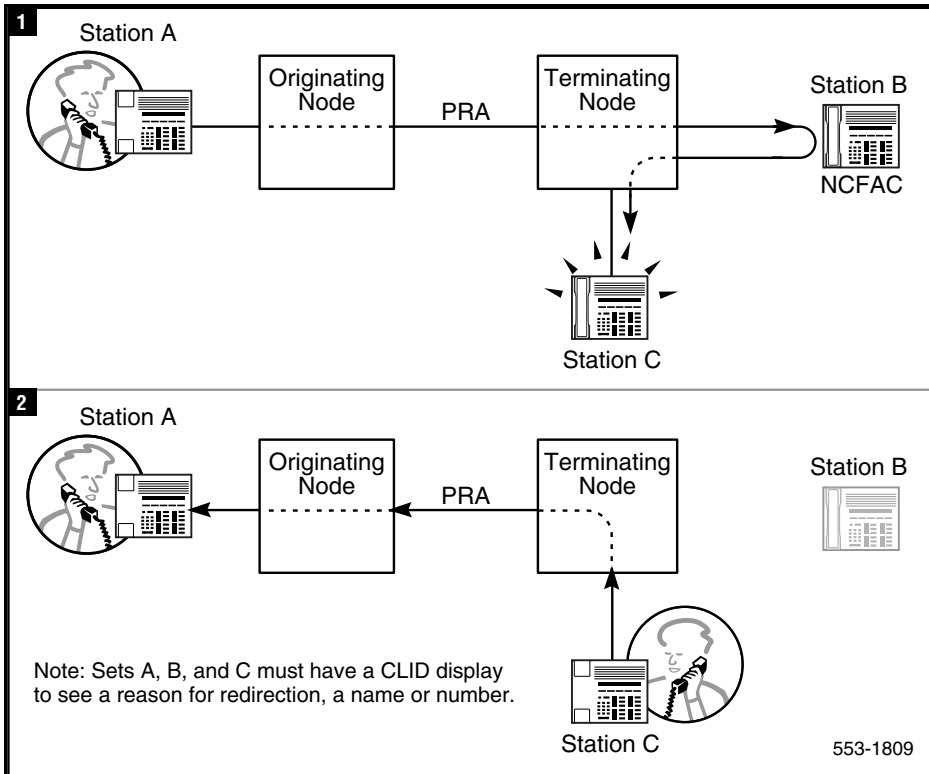 1
Station A
Originating
Node
PRA
Terminating
Node
Station B
NCFAC
Station C
2
Station A
Originating
Node
PRA
Terminating
Node
Station B
Note: Sets A, B, and C must have a CLID display
to see a reason for redirection, a name or number.
Station C
553-1809